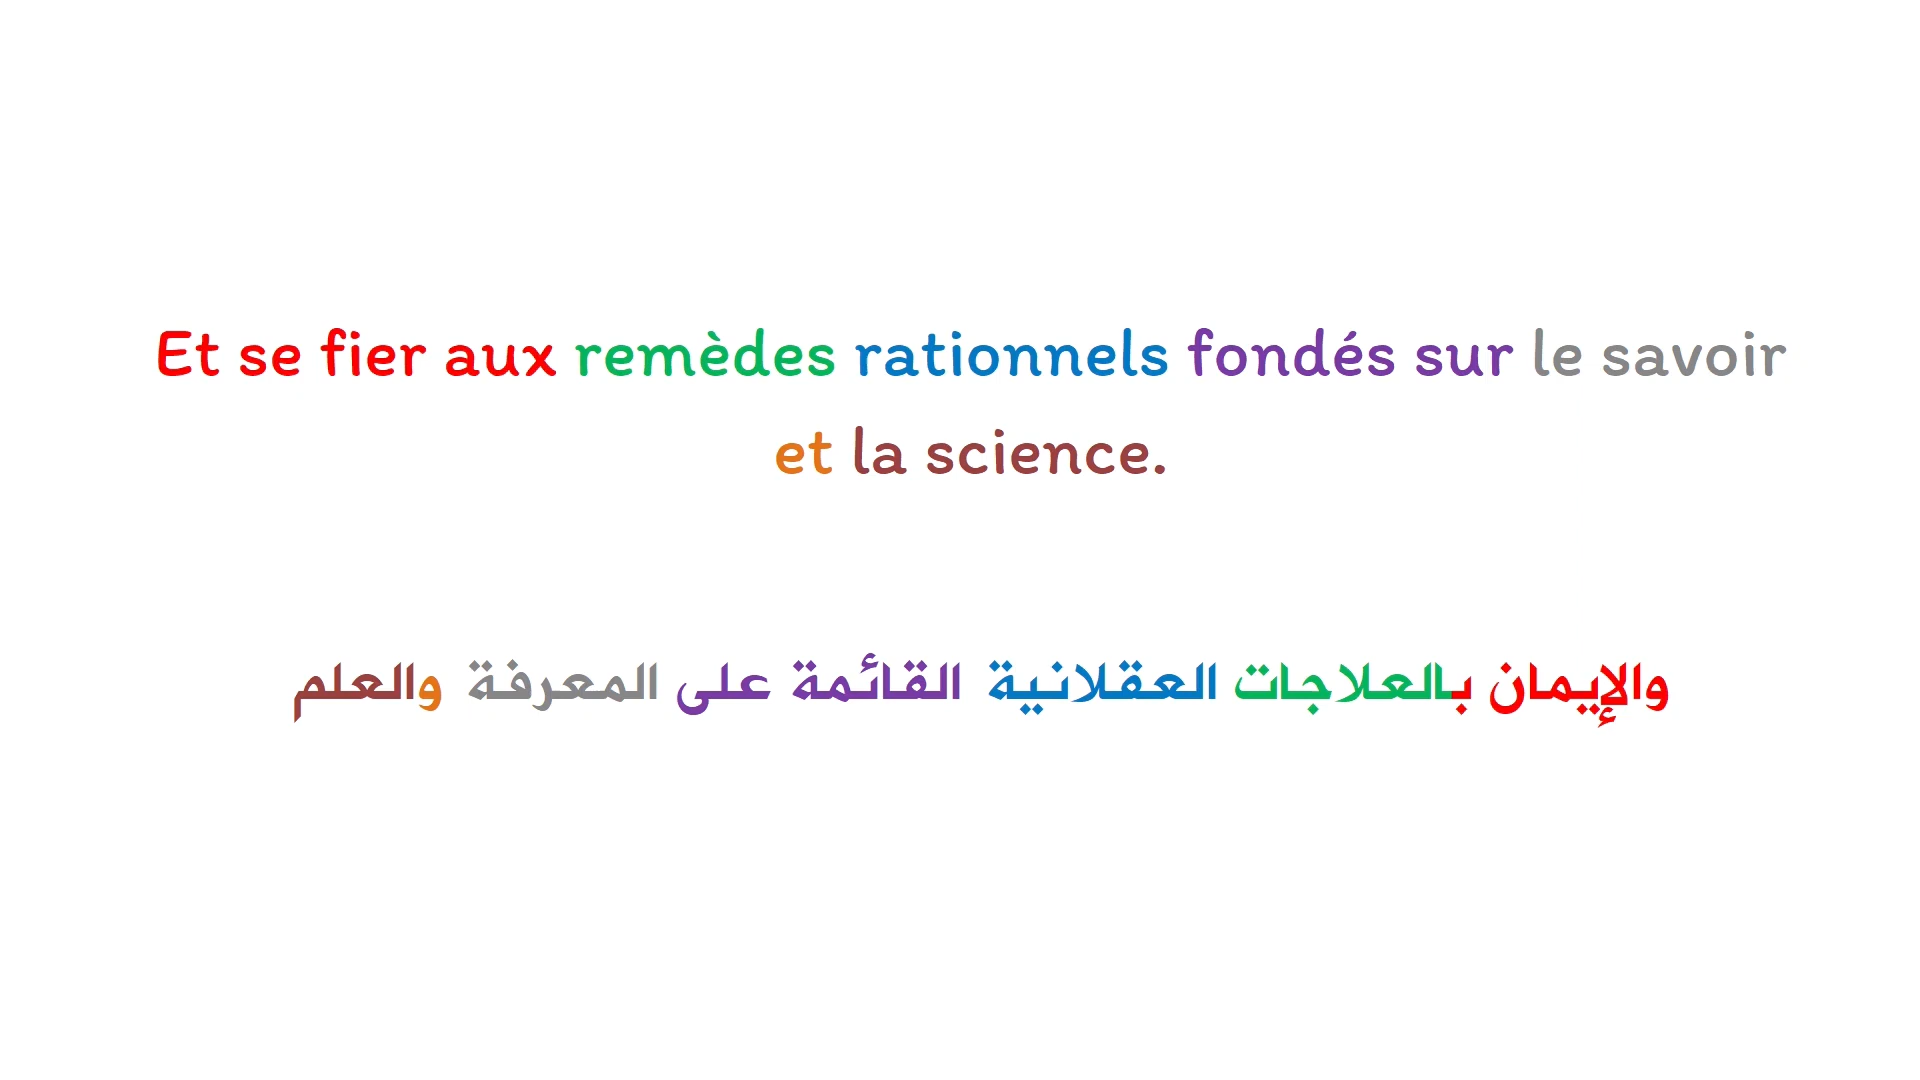 Et se fier aux remèdes rationnels fondés sur le savoir
et la science.
والإيمان بالعلاجات العقلانية القائمة على المعرفة والعلم